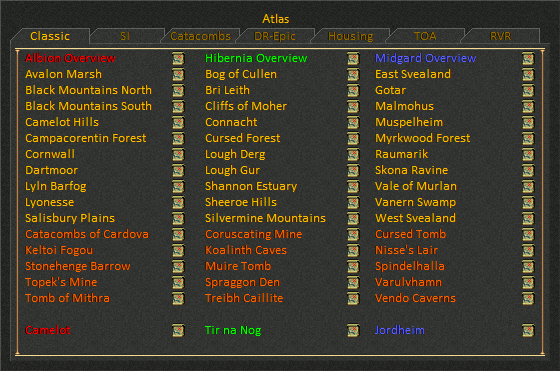 Atlas
Classic SI Catacombs DR-Epic Housing TOA RVR
Albion Overview Hibernia Overview Midgard Overview
Avalon Marsh Bog of Cullen East Svealand
Black Mountains North Bri Leith Gotar
Black Mountains South Cliffs of Moher Malmohus
Camelot Hills Connacht Muspelheim
Campacorentin Forest Cursed Forest Myrkwood Forest
Cornwall Lough Derg Raumarik
Dartmoor Lough Gur Skona Ravine
Lyln Barfog Shannon Estuary Vale of Murlan
Lyonesse Sheeroe Hills Vanern Swamp
Salisbury Plains Silvermine Mountains West Svealand
Catacombs of Cardova Coruscating Mine Cursed Tomb
Keltoi Fogou Koalinth Caves Nisse's Lair
Stonehenge Barrow Muire Tomb Spindelhalla
Topek's Mine Spraggon Den Varulvhamn
Tomb of Mithra Treibh Caillite Vendo Caverns
Camelot Tir na Nog Jordheim